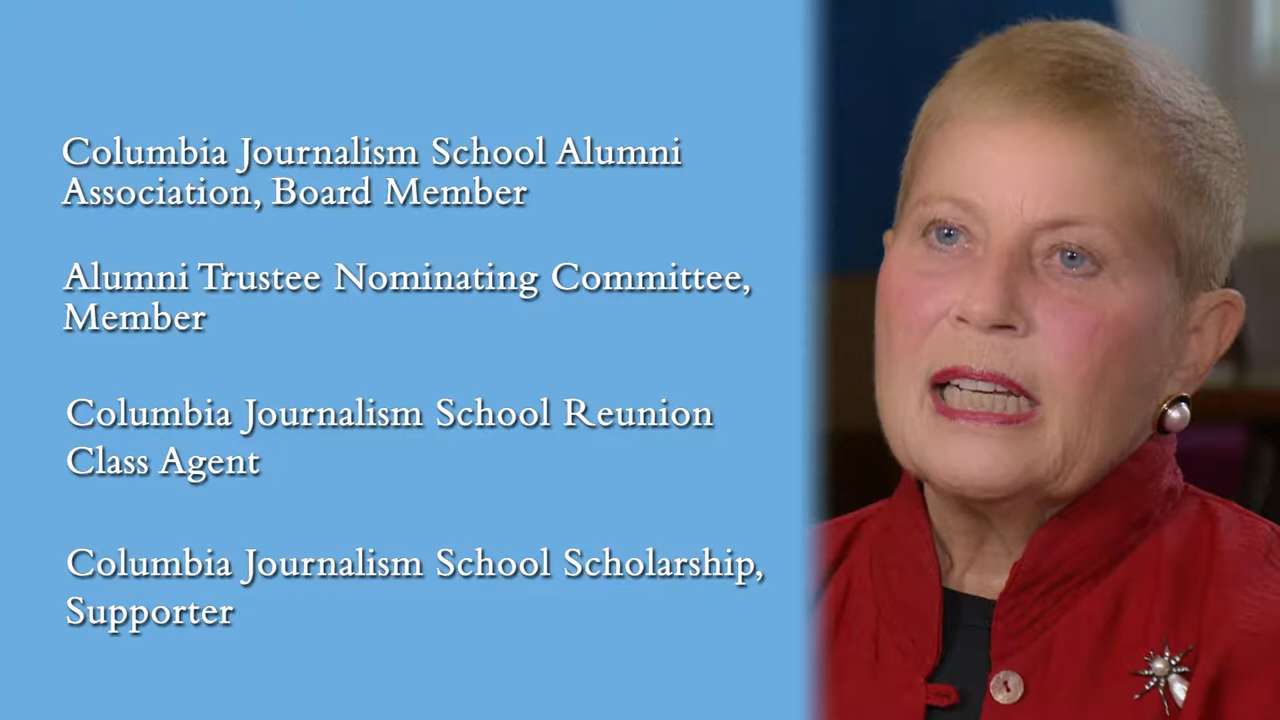 Columbia Journalism School Alumni
Association, Board Member
Alumni Trustee Nominating Committee,
Member
Columbia Journalism School Reunion
Class Agent
Columbia Journalism School Scholarship,
Supporter